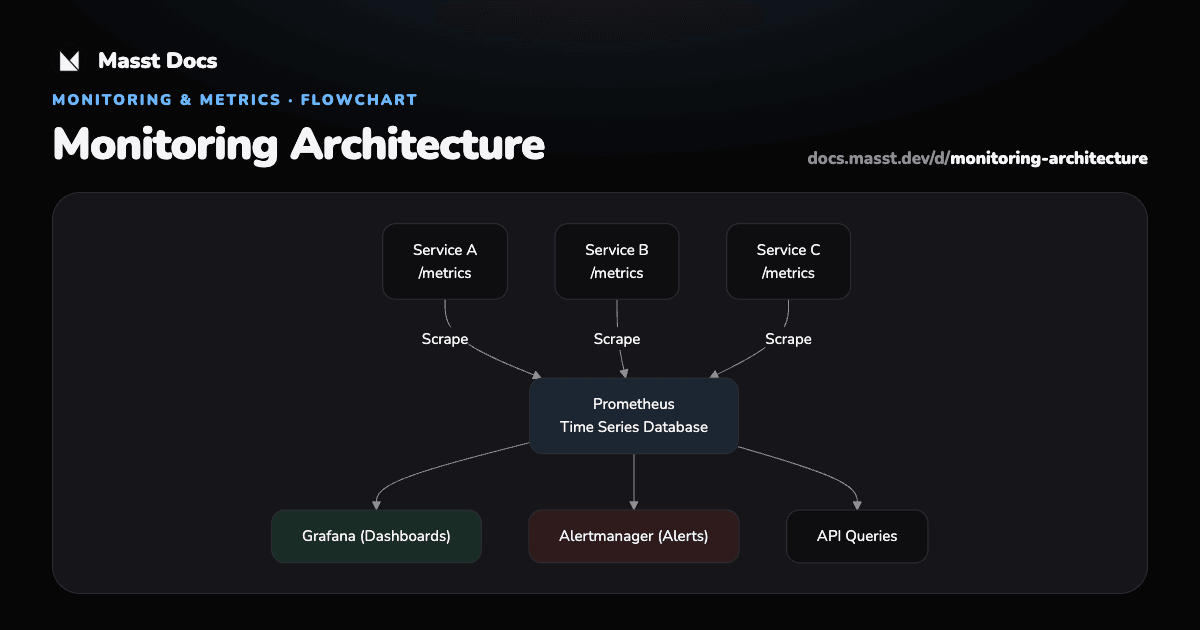 Masst Docs
MONITORING & METRICS · FLOWCHART
Monitoring Architecture
docs.masst.dev/d/monitoring-architecture
Service A
/metrics
Service B
/metrics
Service C
/metrics
Scrape
Scrape
Scrape
Prometheus
Time Series Database
Grafana (Dashboards)
Alertmanager (Alerts)
API Queries